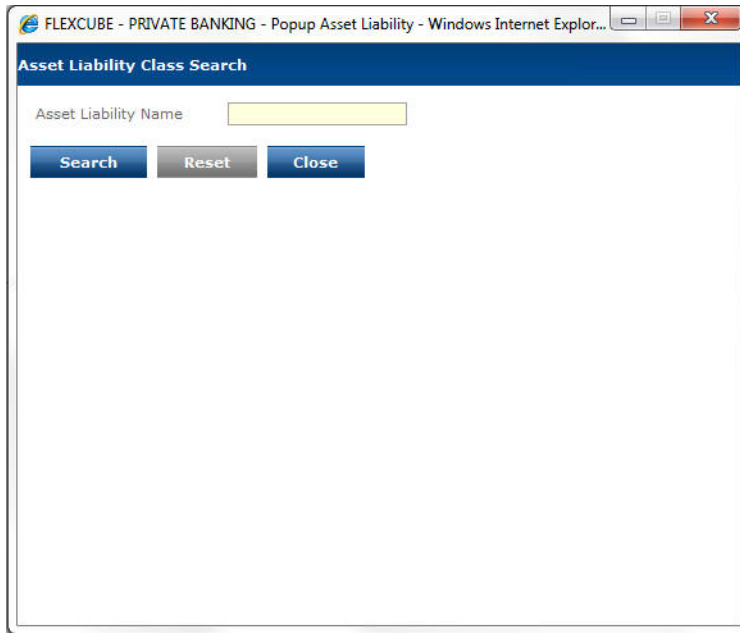 FLEXCUBE - PRIVATE BANKING - Popup Asset Liability - Windows Internet Explor...
Asset Liability Class Search
Asset Liability Name
Search Reset Close